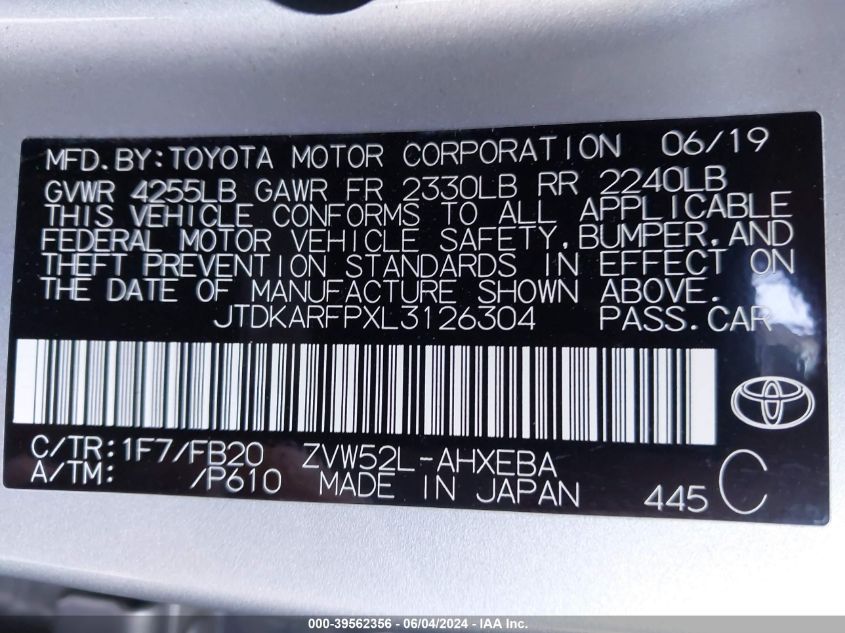 MFD.BY:TOYOTA MOTOR CORPORATION 06/19
GVWR 4255LB GAWR FR 2330LB RR 2240LB
THIS VEHICLE CONFORMS TO ALL APPLICABLE
FEDERAL MOTOR VEHICLE SAFETY,BUMPER,AND
THEFT PREVENTION STANDARDS IN EFFECT ON
THE DATE OF MANUFACTURE SHOWN ABOVE.
JTDKARFPXL3126304 PASS.CAR
C/TR:1F7/FB20 ZVW52L-AHXEBA
A/TM: /P610 MADE IN JAPAN 445 C
000-39562356 - 06/04/2024 - IAA, Inc.